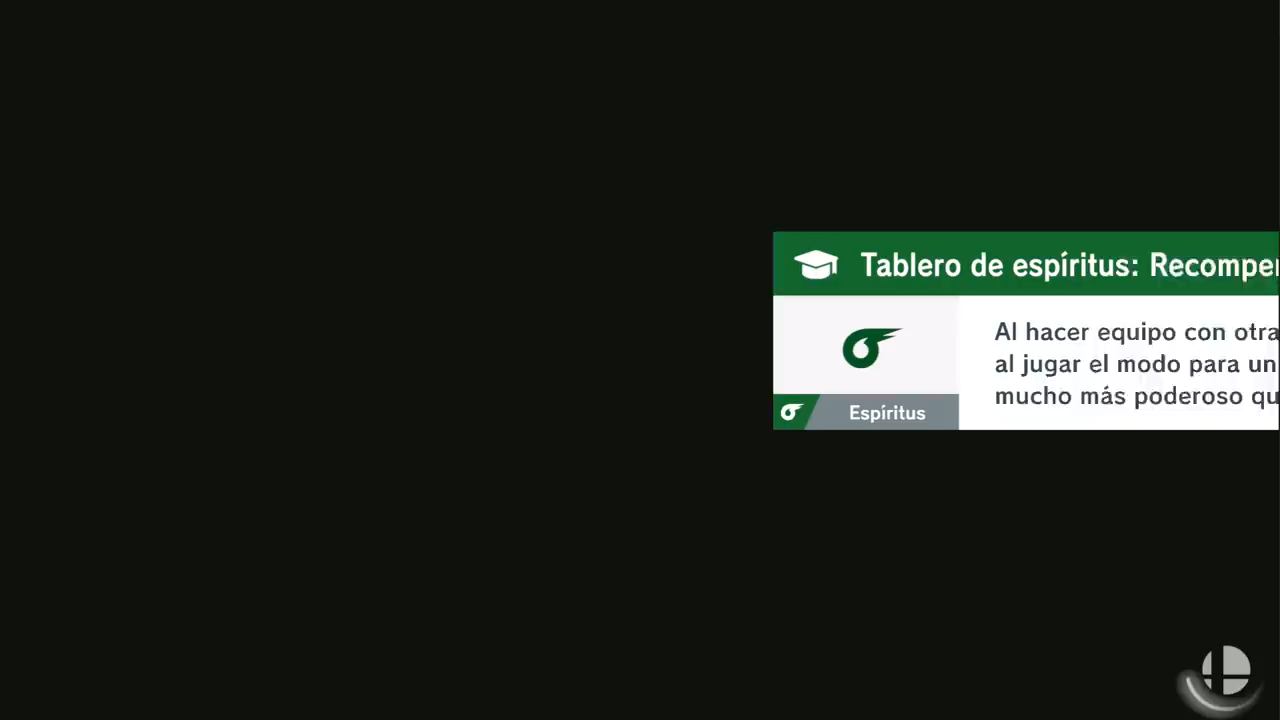 Tablero de espíritus: Recomper
Al hacer equipo con otra
al jugar el modo para un
mucho más poderoso qu
Espíritus